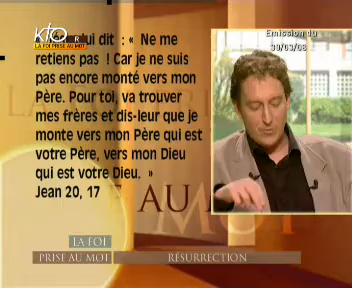 KTO
LA FOI PRISE AU MOT
Emission du
30/03/08
lui dit : « Ne me
retiens pas ! Car je ne suis
pas encore monté vers mon
Père. Pour toi, va trouver
mes frères et dis-leur que je
monte vers mon Père qui est
votre Père, vers mon Dieu
qui est votre Dieu. »
Jean 20, 17
AU
MOT
LA FOI
PRISE AU MOT
RÉSURRECTION